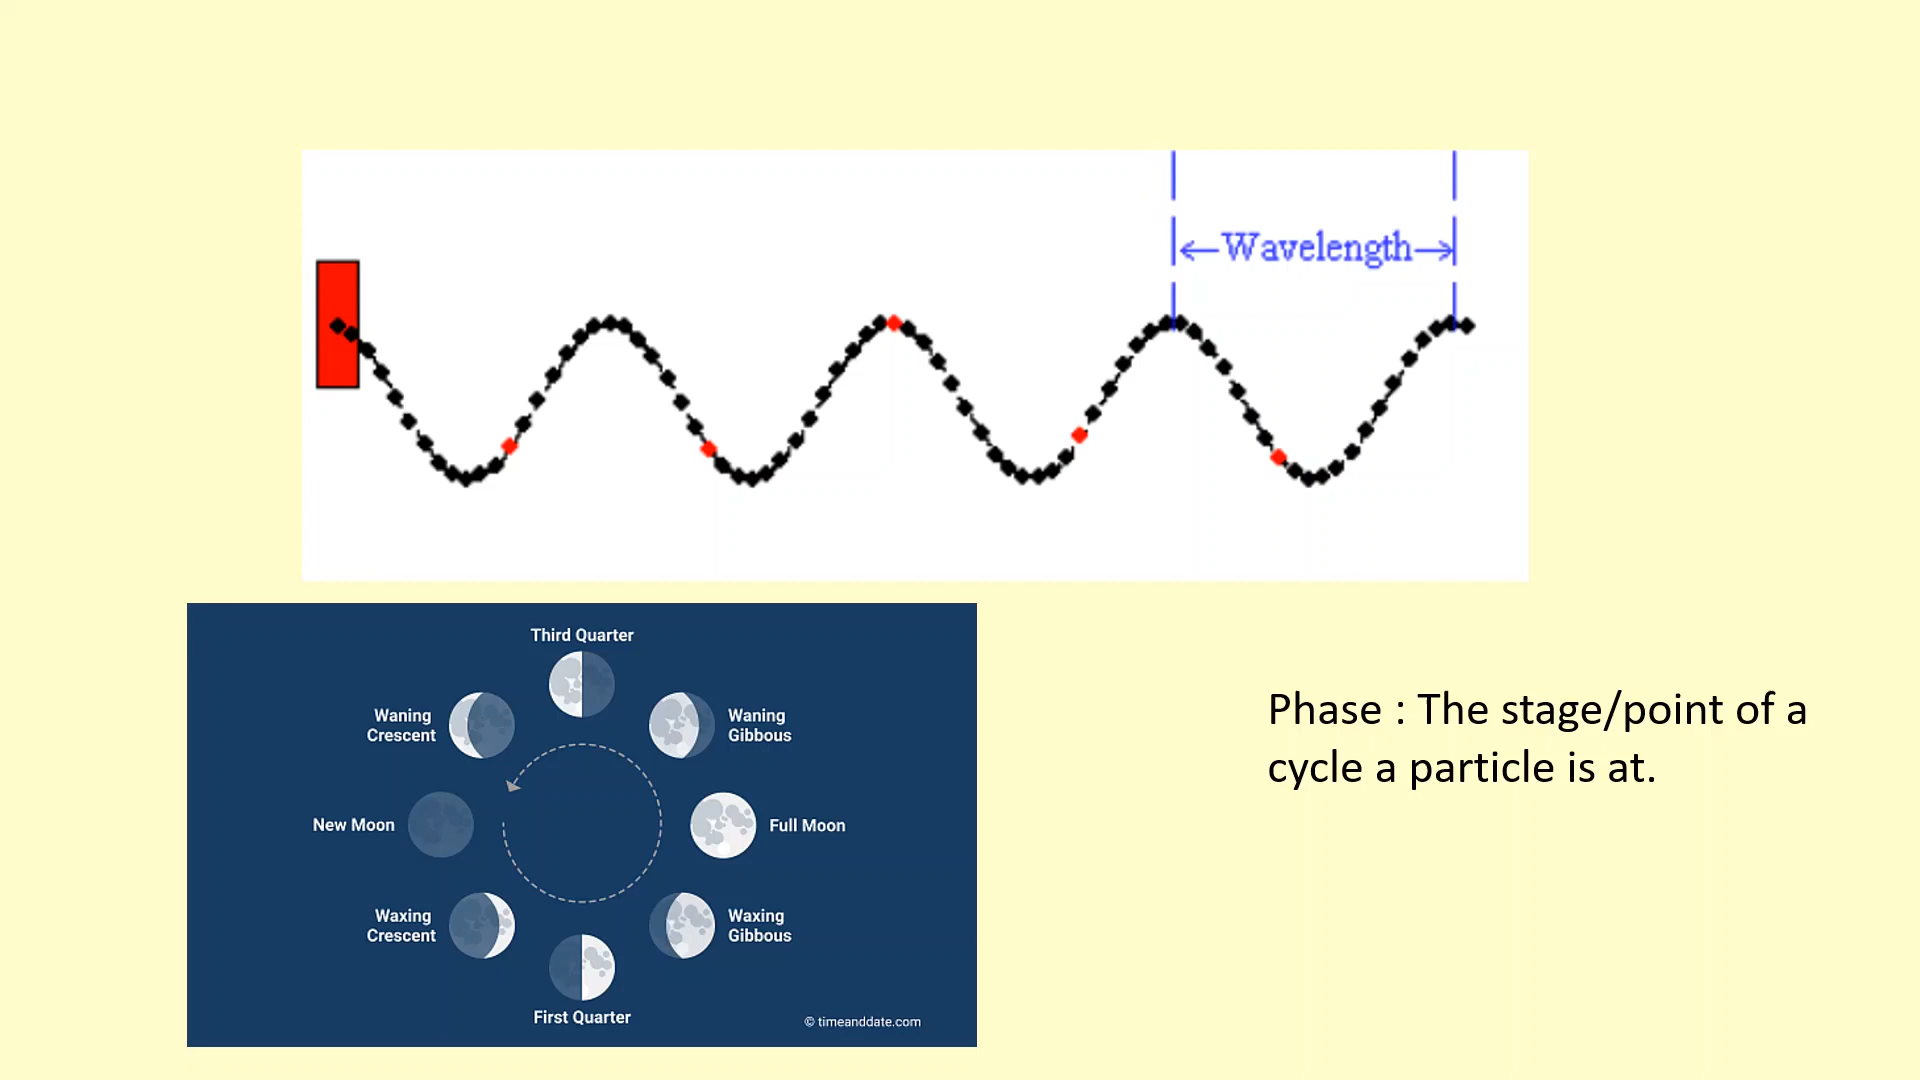 Wavelength
Third Quarter
Waning
Crescent
Waning
Gibbous
New Moon
Full Moon
Waxing
Crescent
Waxing
Gibbous
First Quarter
© timeanddate.com
Phase : The stage/point of a
cycle a particle is at.